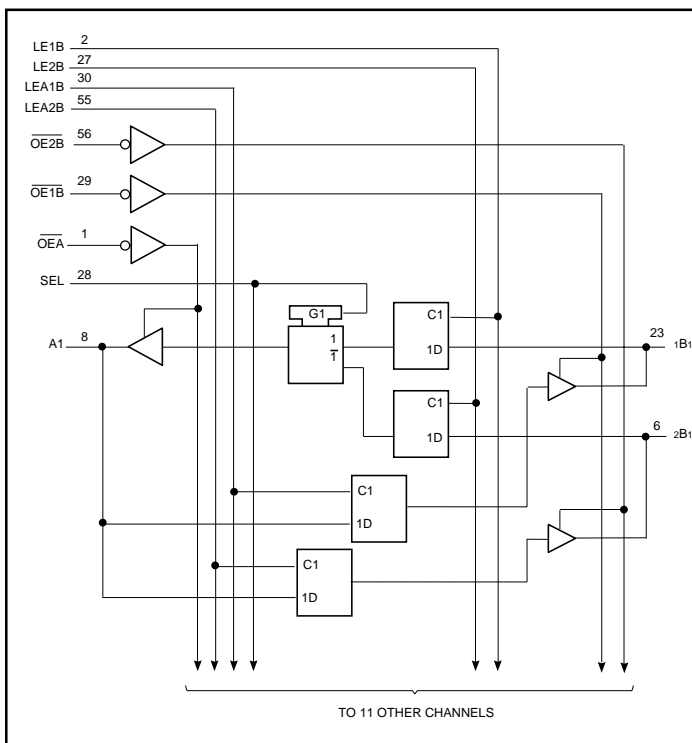 LE1B 2
LE2B 27
LEA1B 30
LEA2B 55
OE2B 56
OE1B 29
OEA 1
SEL 28
G1
C1
A1 8
1
1
1D
23 1B1
C1
1D
6 2B1
C1
1D
C1
1D
TO 11 OTHER CHANNELS